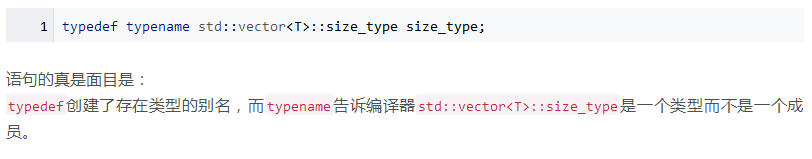 1 typedef typename std::vector<T>::size_type size_type;
语句的真是面目是：
typedef创建了存在类型的别名，而typename告诉编译器std::vector<T>::size_type是一个类型而不是一个成
员。